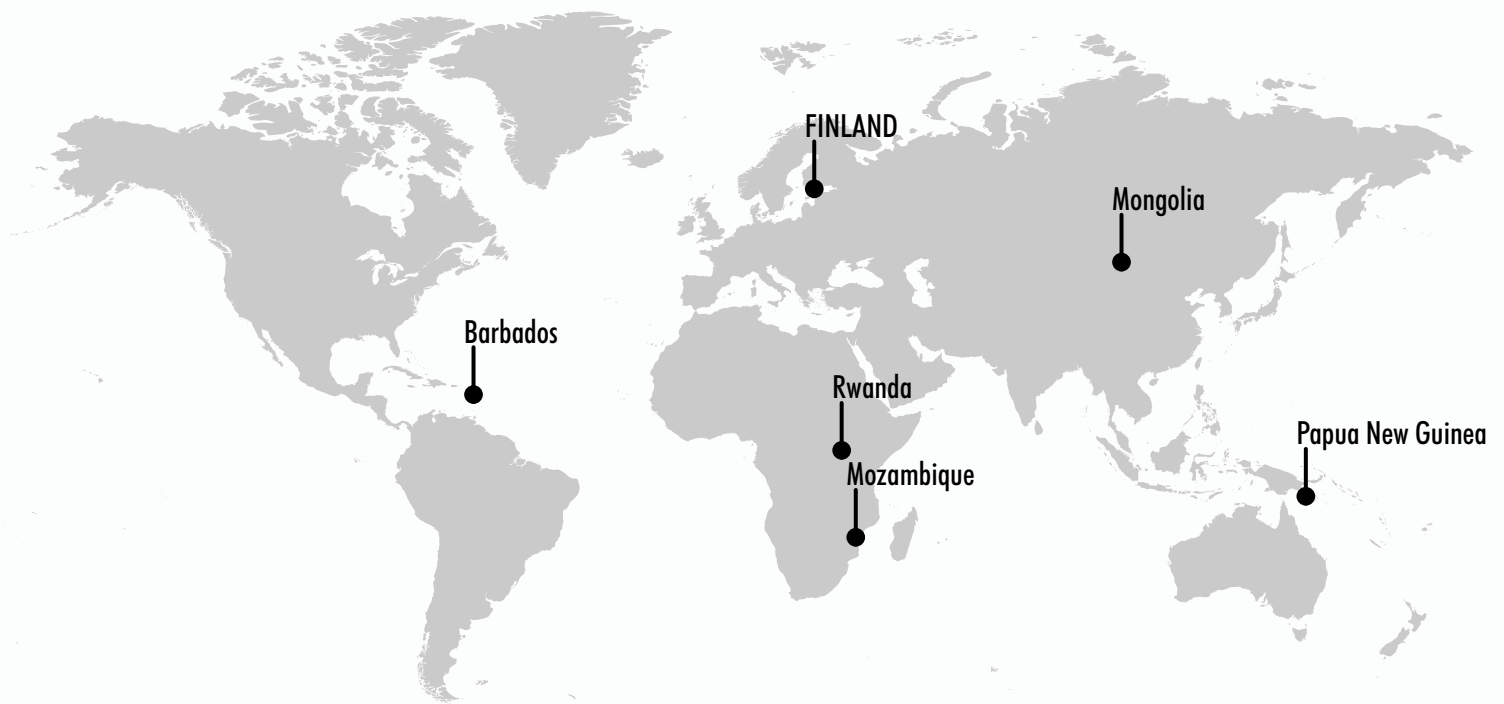 FINLAND
Mongolia
Barbados
Rwanda
Papua New Guinea
Mozambique